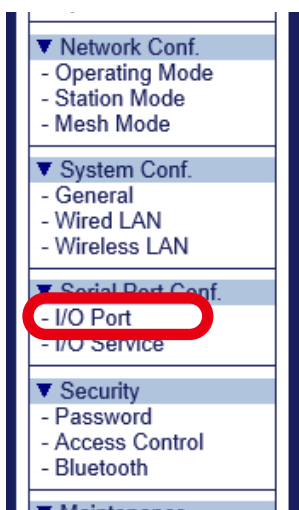 ▼ Network Conf.
- Operating Mode
- Station Mode
- Mesh Mode
▼ System Conf.
- General
- Wired LAN
- Wireless LAN
▼ Serial Port Conf.
- I/O Port
- I/O Service
▼ Security
- Password
- Access Control
- Bluetooth
▼ Maintenance